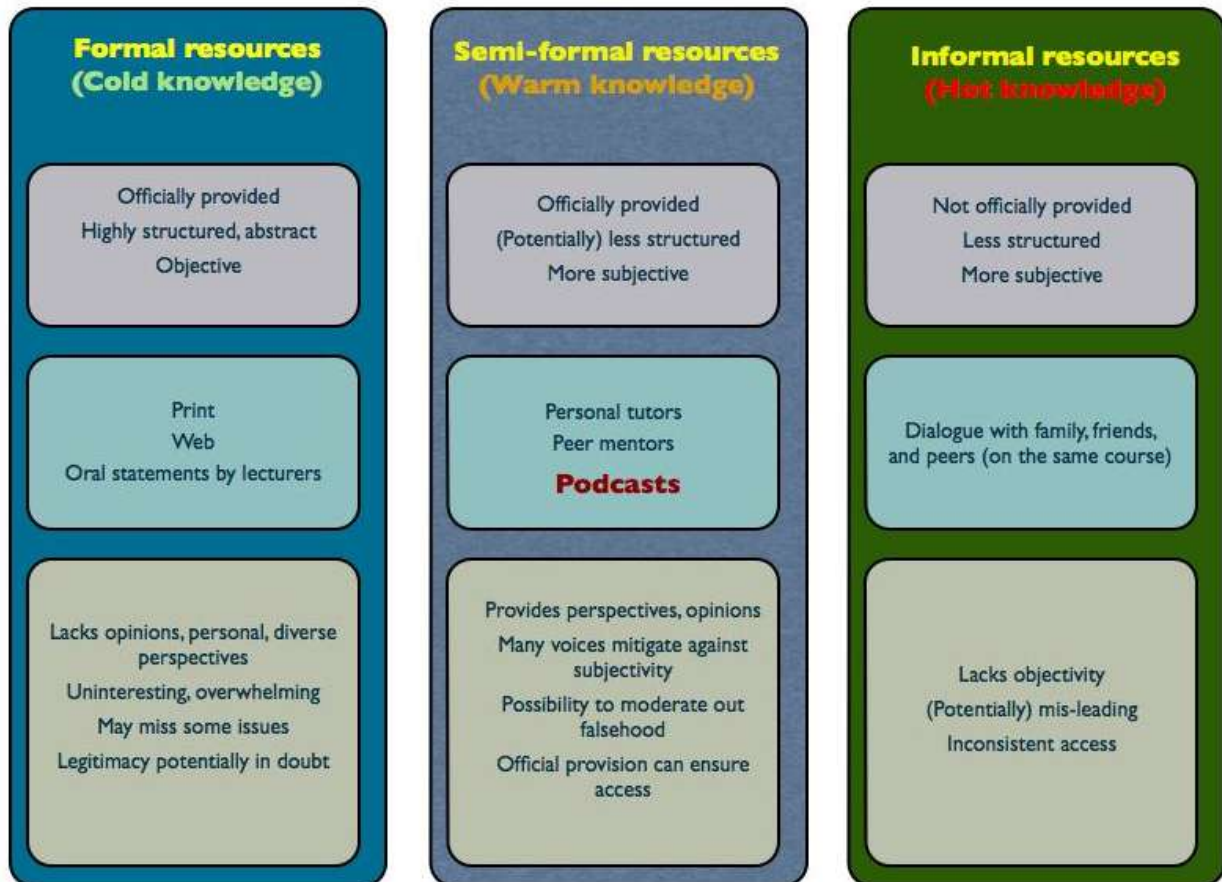 Formal resources
(Cold knowledge)
Officially provided
Highly structured, abstract
Objective
Print
Web
Oral statements by lecturers
Lacks opinions, personal, diverse
perspectives
Uninteresting, overwhelming
May miss some issues
Legitimacy potentially in doubt
Semi-formal resources
(Warm knowledge)
Officially provided
(Potentially) less structured
More subjective
Personal tutors
Peer mentors
Podcasts
Provides perspectives, opinions
Many voices mitigate against
subjectivity
Possibility to moderate out
falsehood
Official provision can ensure
access
Informal resources
(Hot knowledge)
Not officially provided
Less structured
More subjective
Dialogue with family, friends,
and peers (on the same course)
Lacks objectivity
(Potentially) mis-leading
Inconsistent access